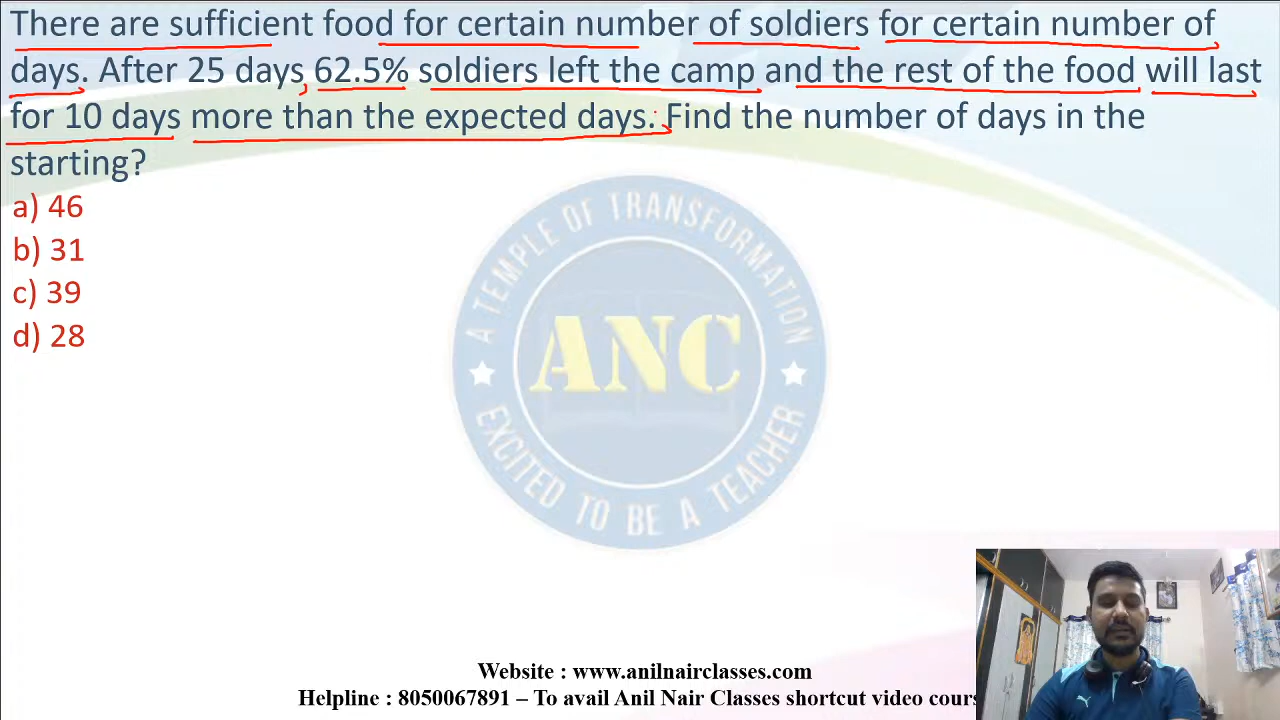 There are sufficient food for certain number of soldiers for certain number of
days. After 25 days, 62.5% soldiers left the camp and the rest of the food will last
for 10 days more than the expected days. Find the number of days in the
starting?
a) 46
b) 31
c) 39
d) 28
A TEMPLE OF TRANSFORMATION
ANC
EXCITED TO BE A TEACHER
Website : www.anilnairclasses.com
Helpline : 8050067891 – To avail Anil Nair Classes shortcut video cours